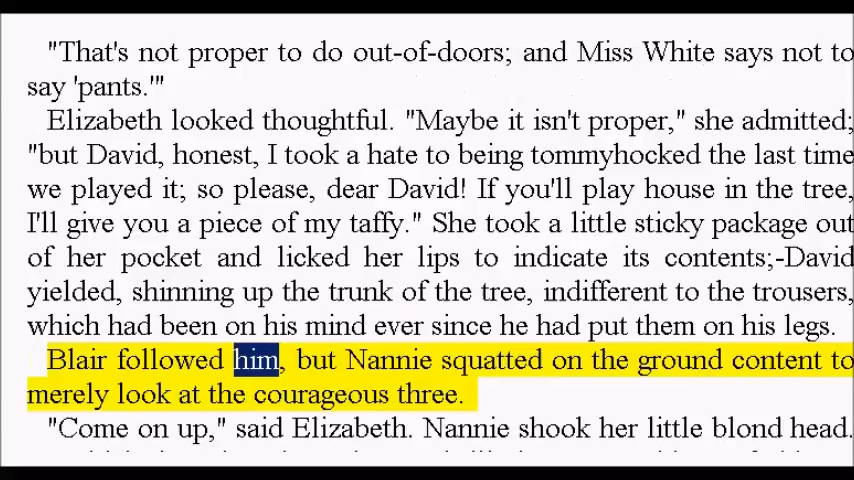 "That's not proper to do out-of-doors; and Miss White says not to
say 'pants.'"
Elizabeth looked thoughtful. "Maybe it isn't proper," she admitted;
"but David, honest, I took a hate to being tommyhocked the last time
we played it; so please, dear David! If you'll play house in the tree,
I'll give you a piece of my taffy." She took a little sticky package out
of her pocket and licked her lips to indicate its contents;-David
yielded, shinning up the trunk of the tree, indifferent to the trousers,
which had been on his mind ever since he had put them on his legs.
Blair followed him, but Nannie squatted on the ground content to
merely look at the courageous three.
"Come on up," said Elizabeth. Nannie shook her little blond head.